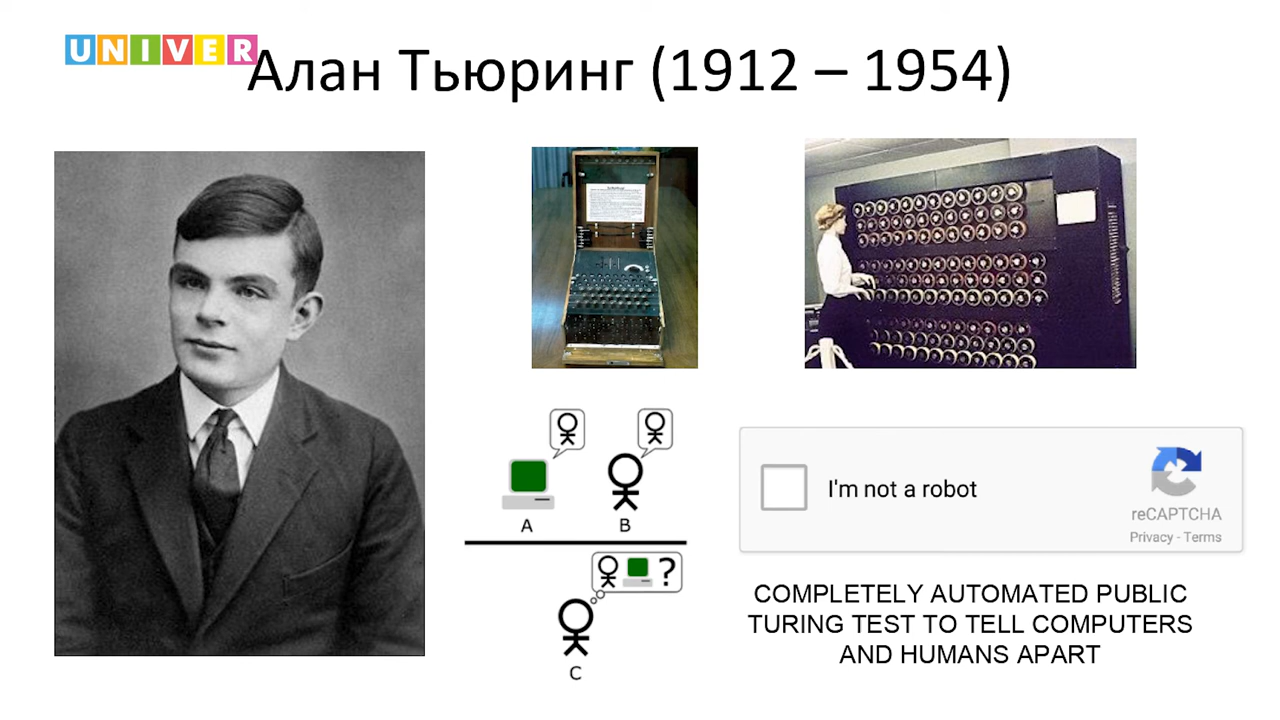 UNIVER
Алан Тьюринг (1912 – 1954)
A
B
?
C
I'm not a robot
reCAPTCHA
Privacy - Terms
COMPLETELY AUTOMATED PUBLIC
TURING TEST TO TELL COMPUTERS
AND HUMANS APART